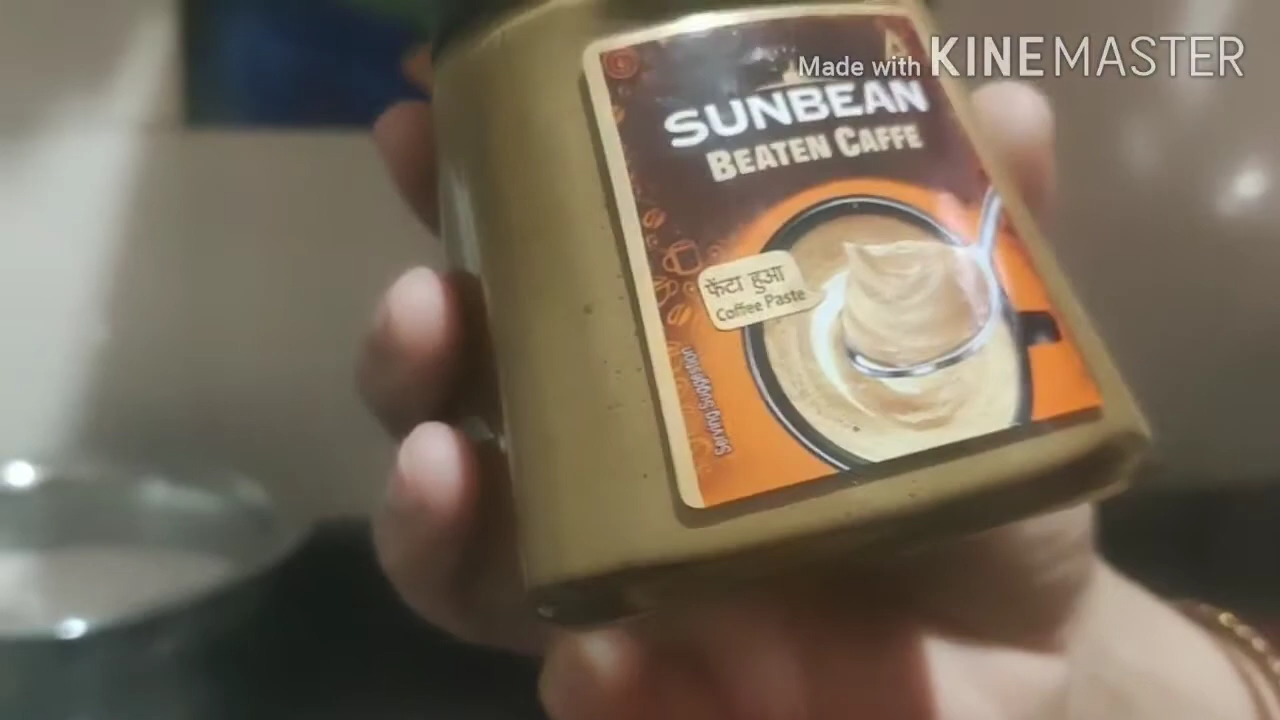 Made with KINEMASTER
SUNBEAN
BEATEN CAFFE
फेंटा हुआ
Coffee Paste
Serving Suggestion